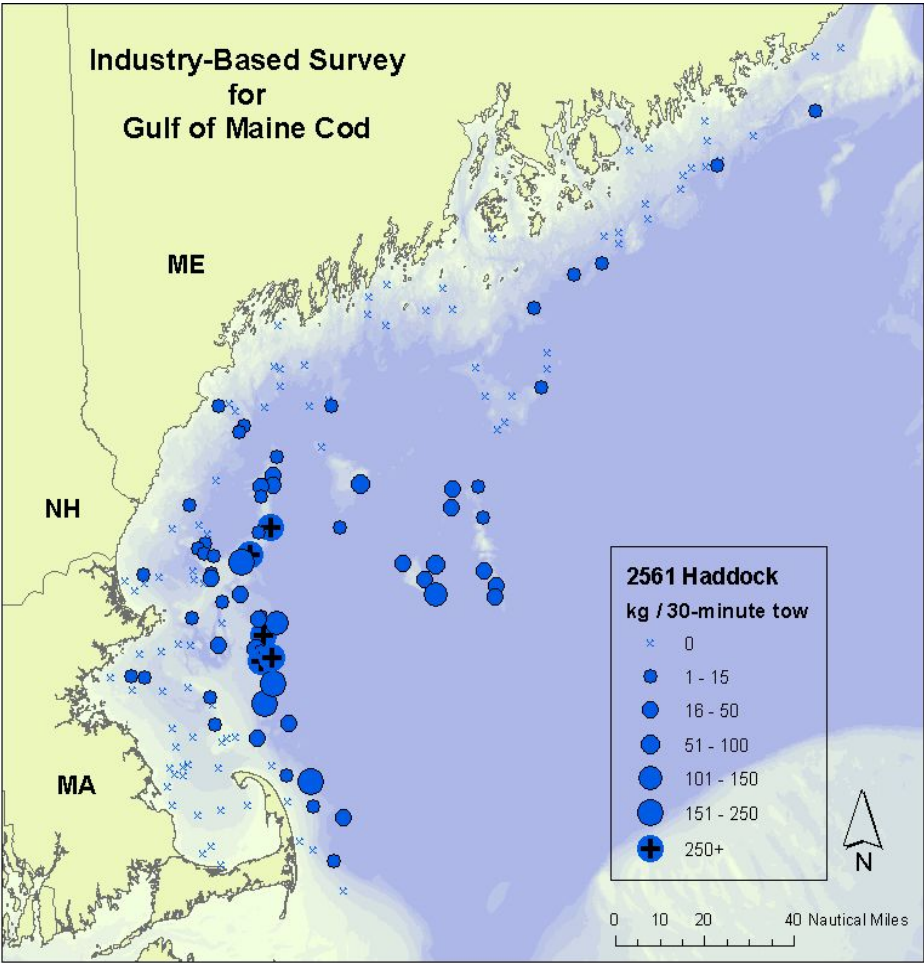 Industry-Based Survey
for
Gulf of Maine Cod
ME
NH
MA
2561 Haddock
kg / 30-minute tow
0
1 - 15
16 - 50
51 - 100
101 - 150
151 - 250
250+
N
0 10 20 40 Nautical Miles